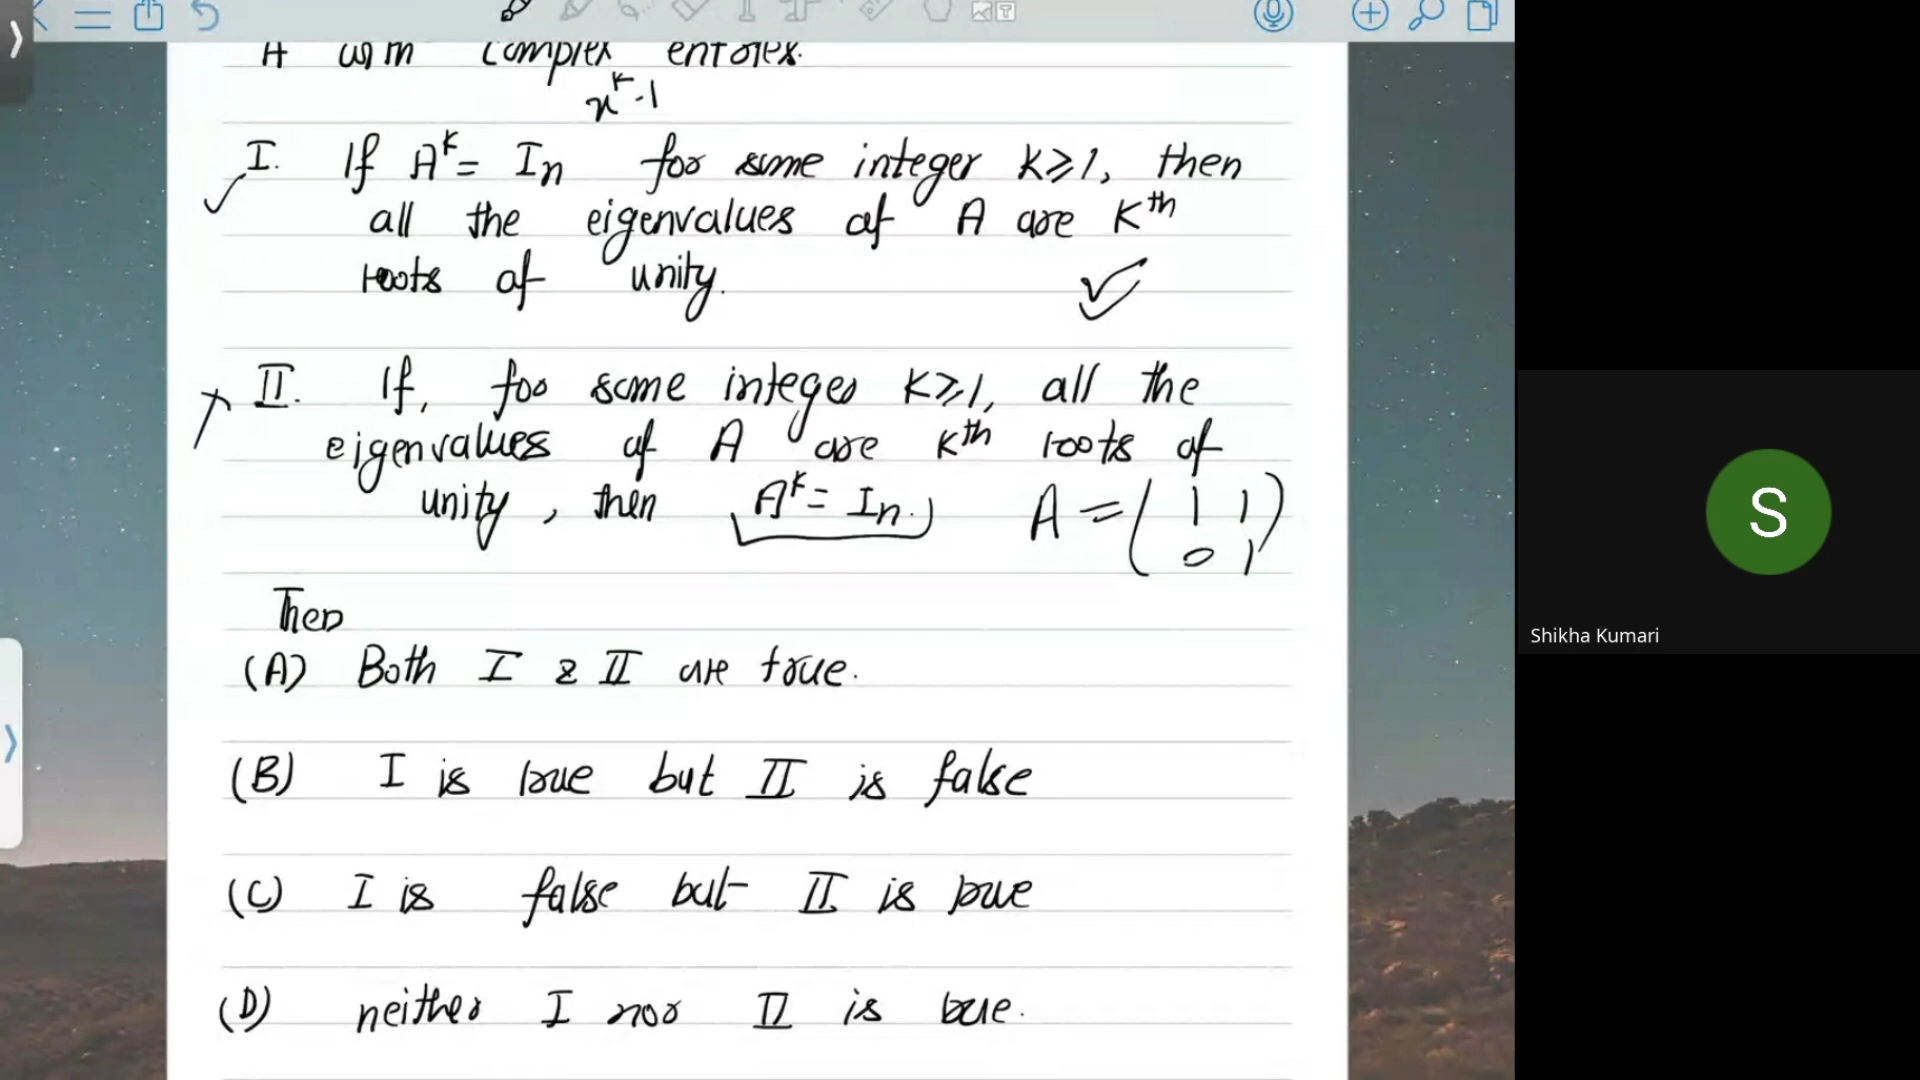 A with complex entries.
x^k-1
I. If A^k = In for some integer K≥1, then
all the eigenvalues of A are K^th
roots of unity.
II. If, for some integer K≥1, all the
eigenvalues of A are K^th roots of
unity, then A^k = In. A = ( 1 1
0 1 )
Then
(A) Both I & II are true.
(B) I is true but II is false
(C) I is false but II is true
(D) neither I nor II is true.
S
Shikha Kumari